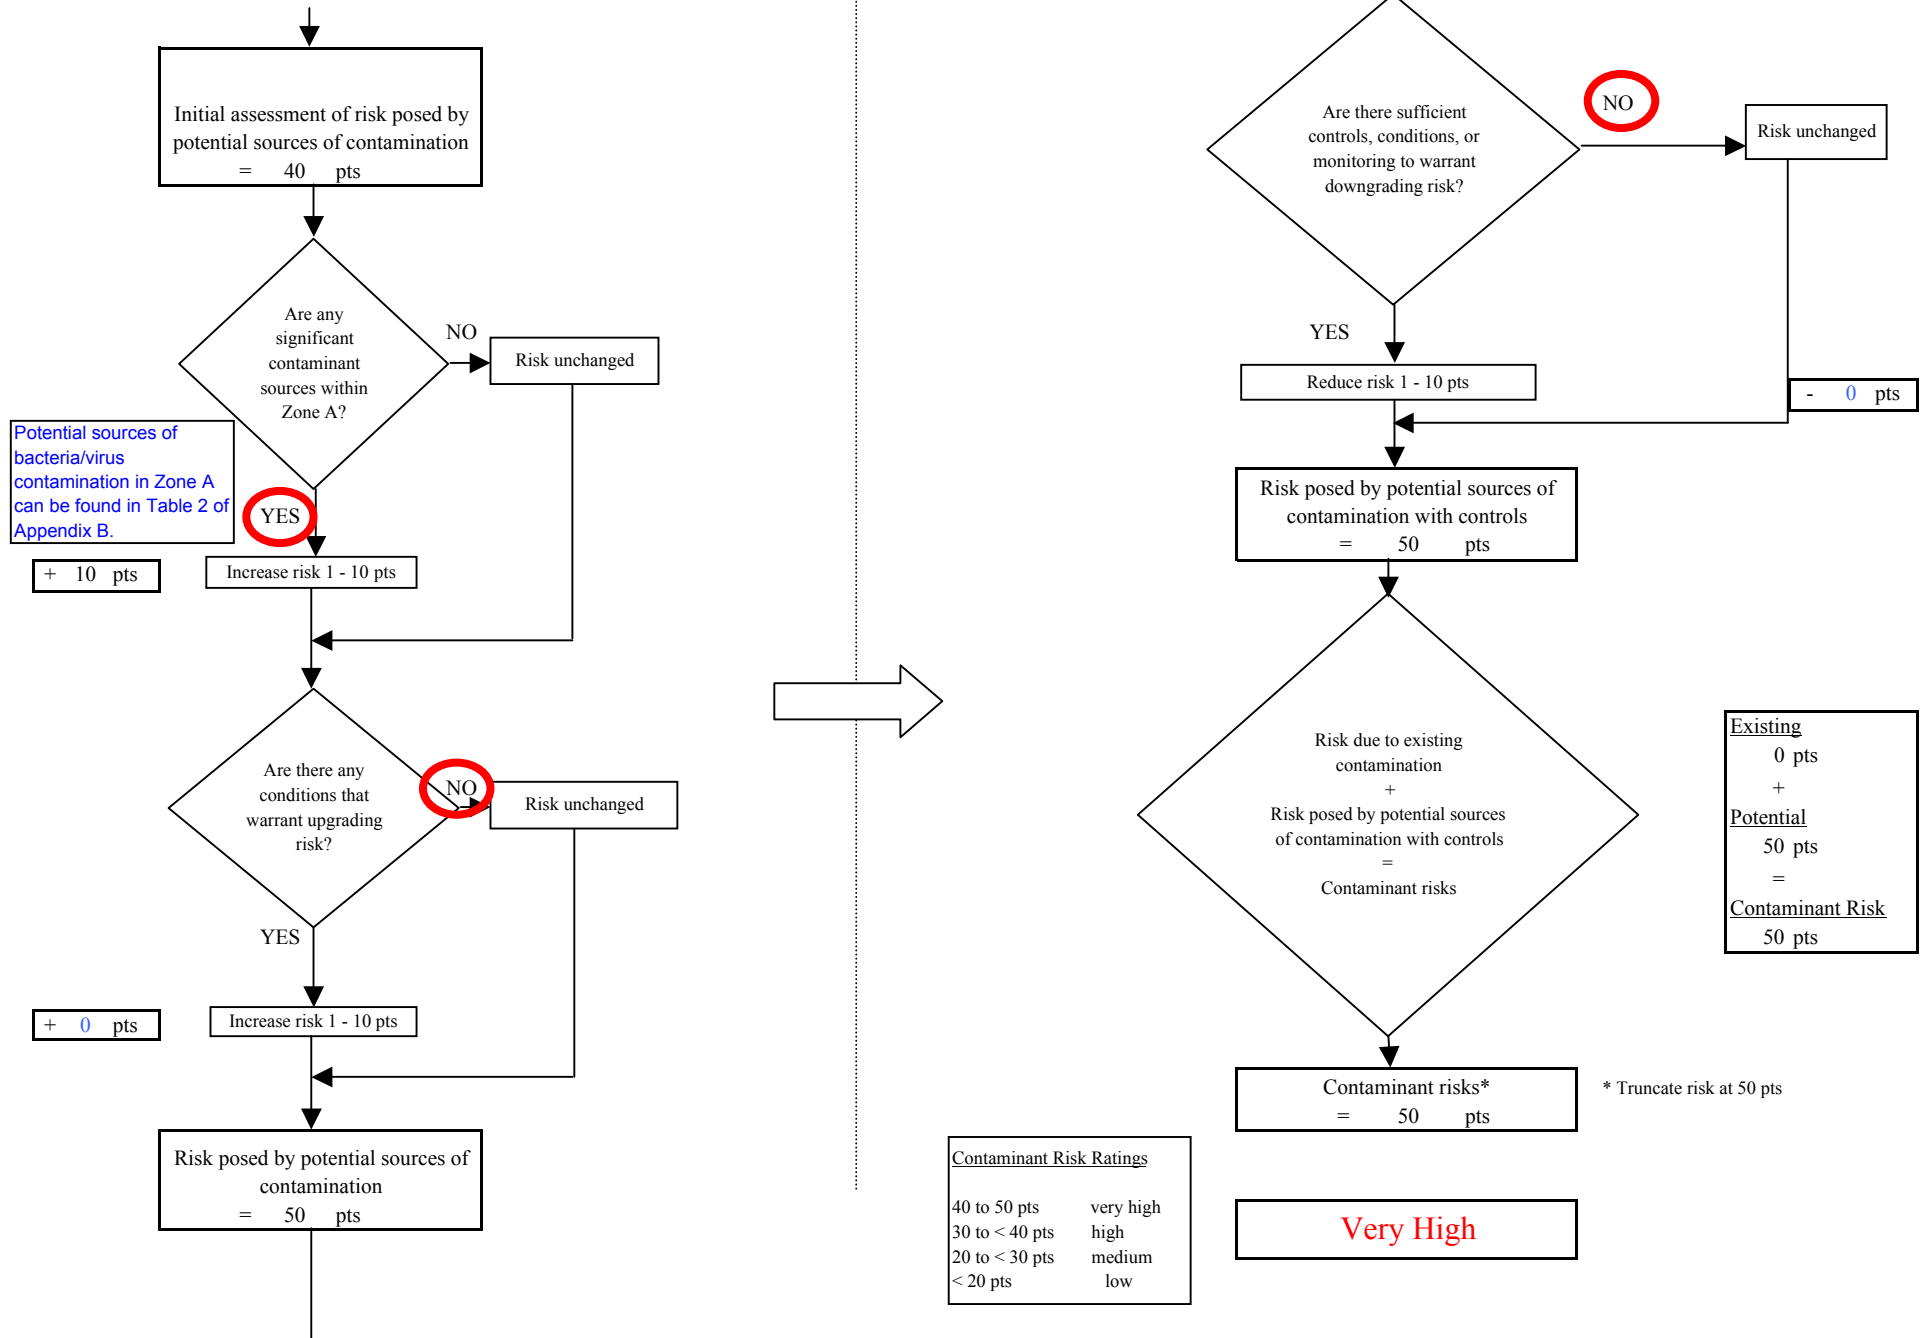 Initial assessment of risk posed by
potential sources of contamination
= 40 pts
Are any
significant
contaminant
sources within
Zone A?
NO
Risk unchanged
Potential sources of
bacteria/virus
contamination in Zone A
can be found in Table 2 of
Appendix B.
YES
+ 10 pts
Increase risk 1 - 10 pts
Are there any
conditions that
warrant upgrading
risk?
NO
Risk unchanged
YES
+ 0 pts
Increase risk 1 - 10 pts
Risk posed by potential sources of
contamination
= 50 pts
Are there sufficient
controls, conditions, or
monitoring to warrant
downgrading risk?
NO
Risk unchanged
YES
Reduce risk 1 - 10 pts
- 0 pts
Risk posed by potential sources of
contamination with controls
= 50 pts
Risk due to existing
contamination
+
Risk posed by potential sources
of contamination with controls
=
Contaminant risks
Existing
0 pts
+
Potential
50 pts
=
Contaminant Risk
50 pts
Contaminant risks*
= 50 pts
* Truncate risk at 50 pts
Contaminant Risk Ratings
40 to 50 pts very high
30 to < 40 pts high
20 to < 30 pts medium
< 20 pts low
Very High